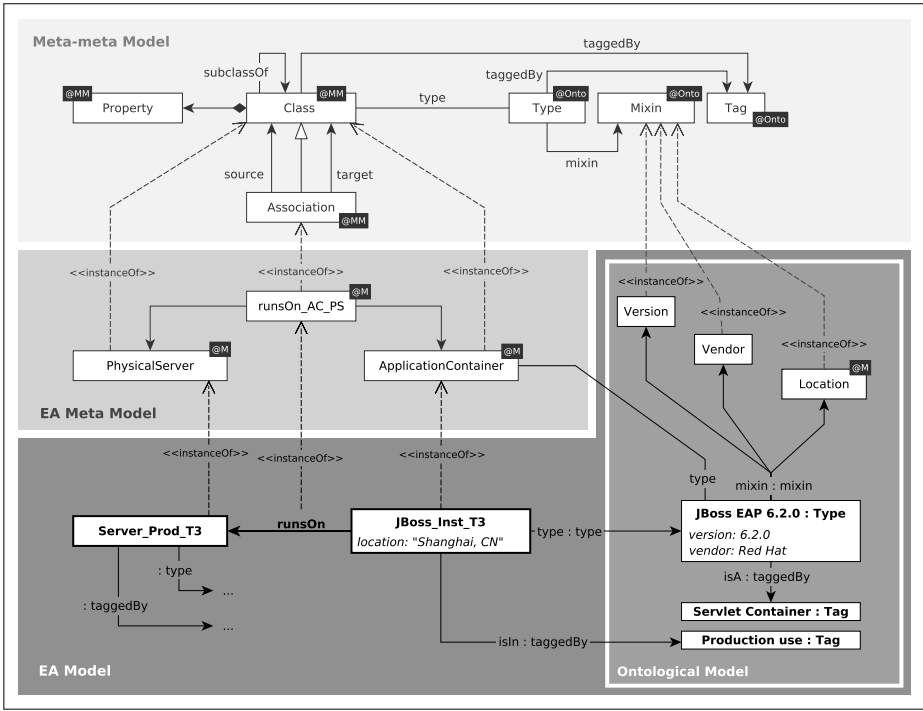 Meta-meta Model
taggedBy
subclassOf
taggedBy
@MM
Property
@MM
Class
type
@Onto
Type
@Onto
Mixin
Tag
@Onto
mixin
source
target
Association
@MM
<<instanceOf>>
<<instanceOf>>
<<instanceOf>>
<<instanceOf>>
@M
runsOn_AC_PS
Version
<<instanceOf>>
@M
PhysicalServer
@M
ApplicationContainer
Vendor
<<instanceOf>>
@M
Location
EA Meta Model
<<instanceOf>>
<<instanceOf>>
<<instanceOf>>
type
mixin : mixin
Server_Prod_T3
runsOn
JBoss_Inst_T3
location: "Shanghai, CN"
type : type
JBoss EAP 6.2.0 : Type
version: 6.2.0
vendor: Red Hat
: type
...
isA : taggedBy
: taggedBy
...
Servlet Container : Tag
isIn : taggedBy
Production use : Tag
EA Model
Ontological Model